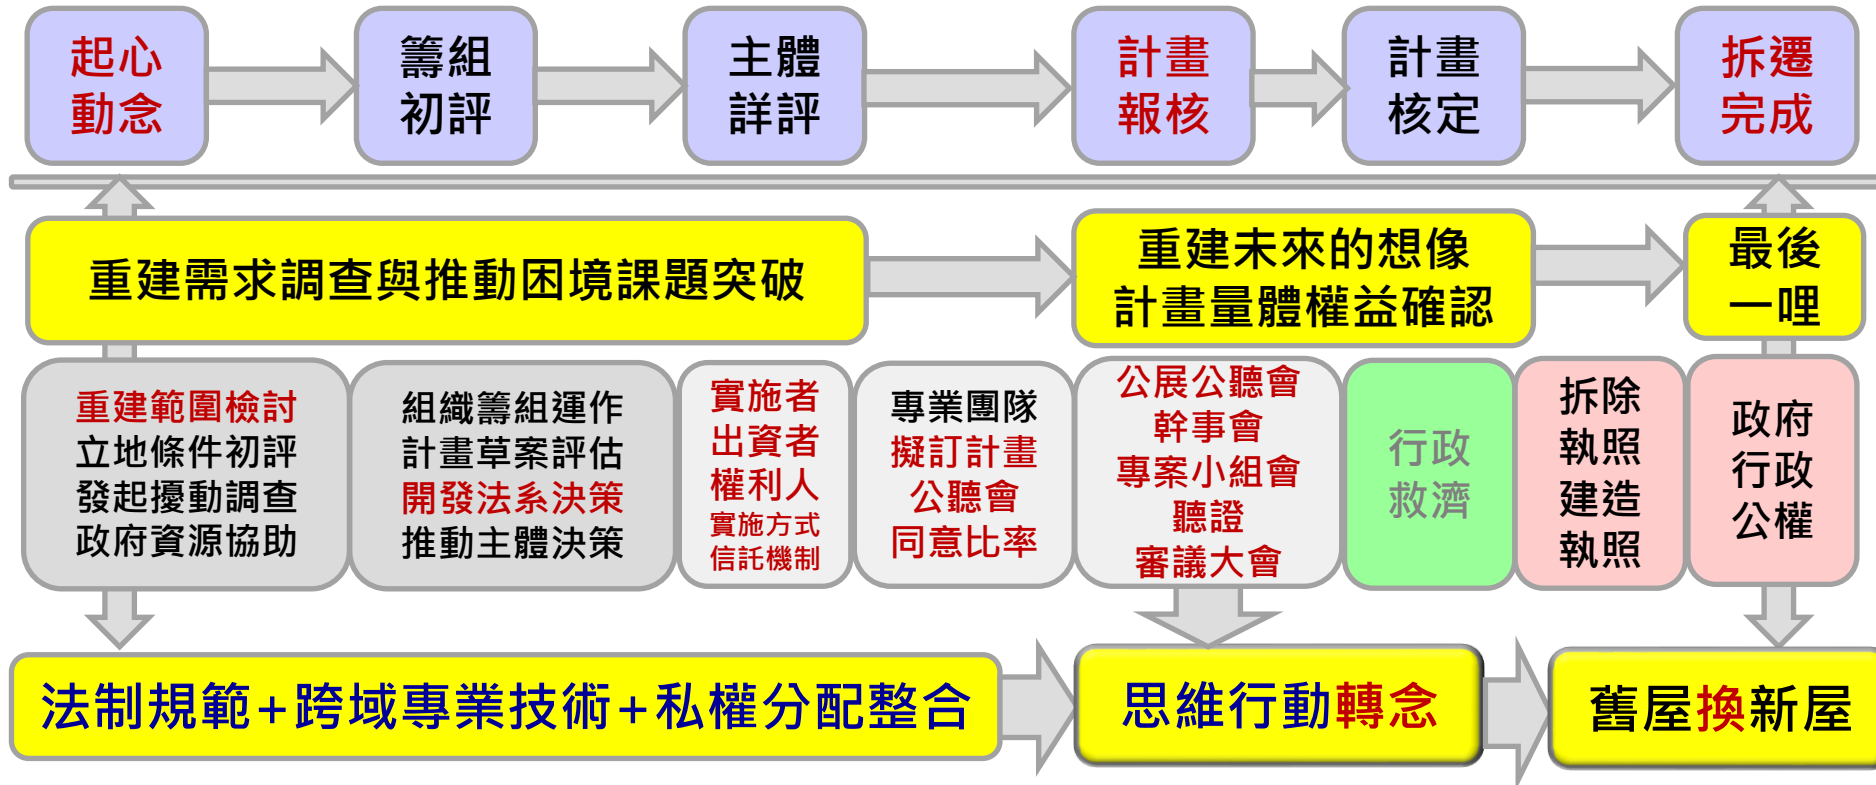 起心
動念
籌組
初評
主體
詳評
計畫
報核
計畫
核定
拆遷
完成
重建需求調查與推動困境課題突破
重建未來的想像
計畫量體權益確認
最後
一哩
重建範圍檢討
立地條件初評
發起擾動調查
政府資源協助
組織籌組運作
計畫草案評估
開發法系決策
推動主體決策
實施者
出資者
權利人
實施方式
信託機制
專業團隊
擬訂計畫
公聽會
同意比率
公展公聽會
幹事會
專案小組會
聽證
審議大會
行政
救濟
拆除
執照
建造
執照
政府
行政
公權
法制規範+跨域專業技術+私權分配整合
思維行動轉念
舊屋換新屋